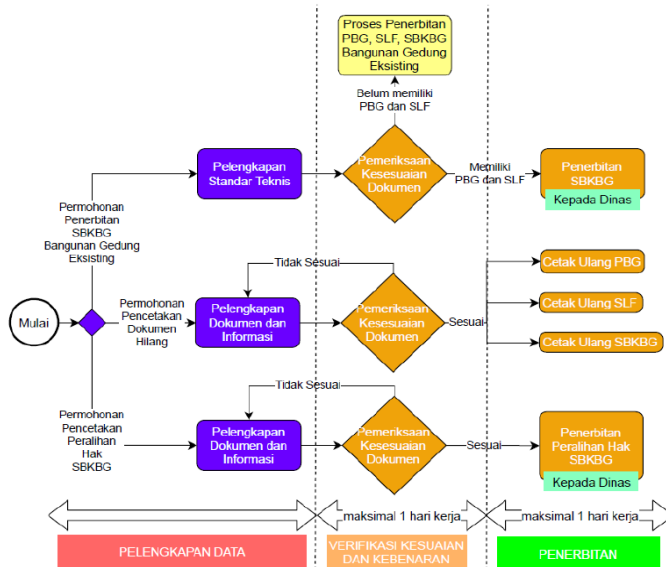 Proses Penerbitan
PBG, SLF, SBKBG
Bangunan Gedung
Eksisting
Belum memiliki
PBG dan SLF
Pelengkapan
Standar Teknis
Pemeriksaan
Kesesuaian
Dokumen
Memiliki
PBG dan SLF
Penerbitan
SBKBG
Kepada Dinas
Permohonan
Penerbitan
SBKBG
Bangunan Gedung
Eksisting
Mulai
Permohonan
Pencetakan
Dokumen
Hilang
Tidak Sesuai
Pelengkapan
Dokumen dan
Informasi
Pemeriksaan
Kesesuaian
Dokumen
Sesuai
Cetak Ulang PBG
Cetak Ulang SLF
Cetak Ulang SBKBG
Permohonan
Pencetakan
Peralihan
Hak
SBKBG
Tidak Sesuai
Pelengkapan
Dokumen dan
Informasi
Pemeriksaan
Kesesuaian
Dokumen
Sesuai
Penerbitan
Peralihan Hak
SBKBG
Kepada Dinas
maksimal 1 hari kerja
maksimal 1 hari kerja
PELENGKAPAN DATA
VERIFIKASI KESUAIAN
DAN KEBENARAN
PENERBITAN